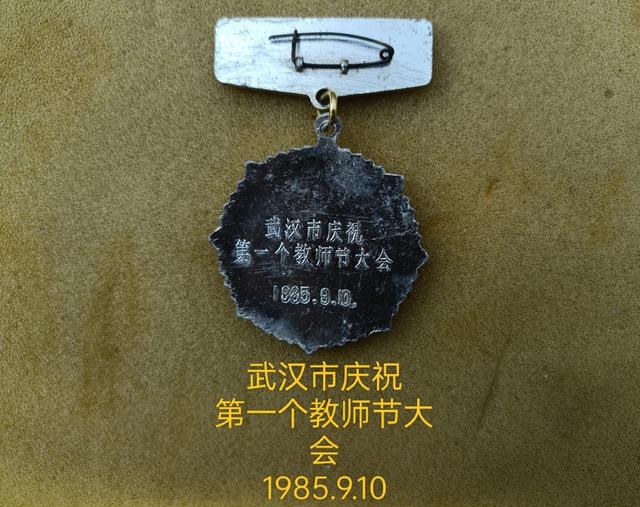 武汉市庆祝
第一个教师节大会
1985.9.10.
武汉市庆祝
第一个教师节大
会
1985.9.10